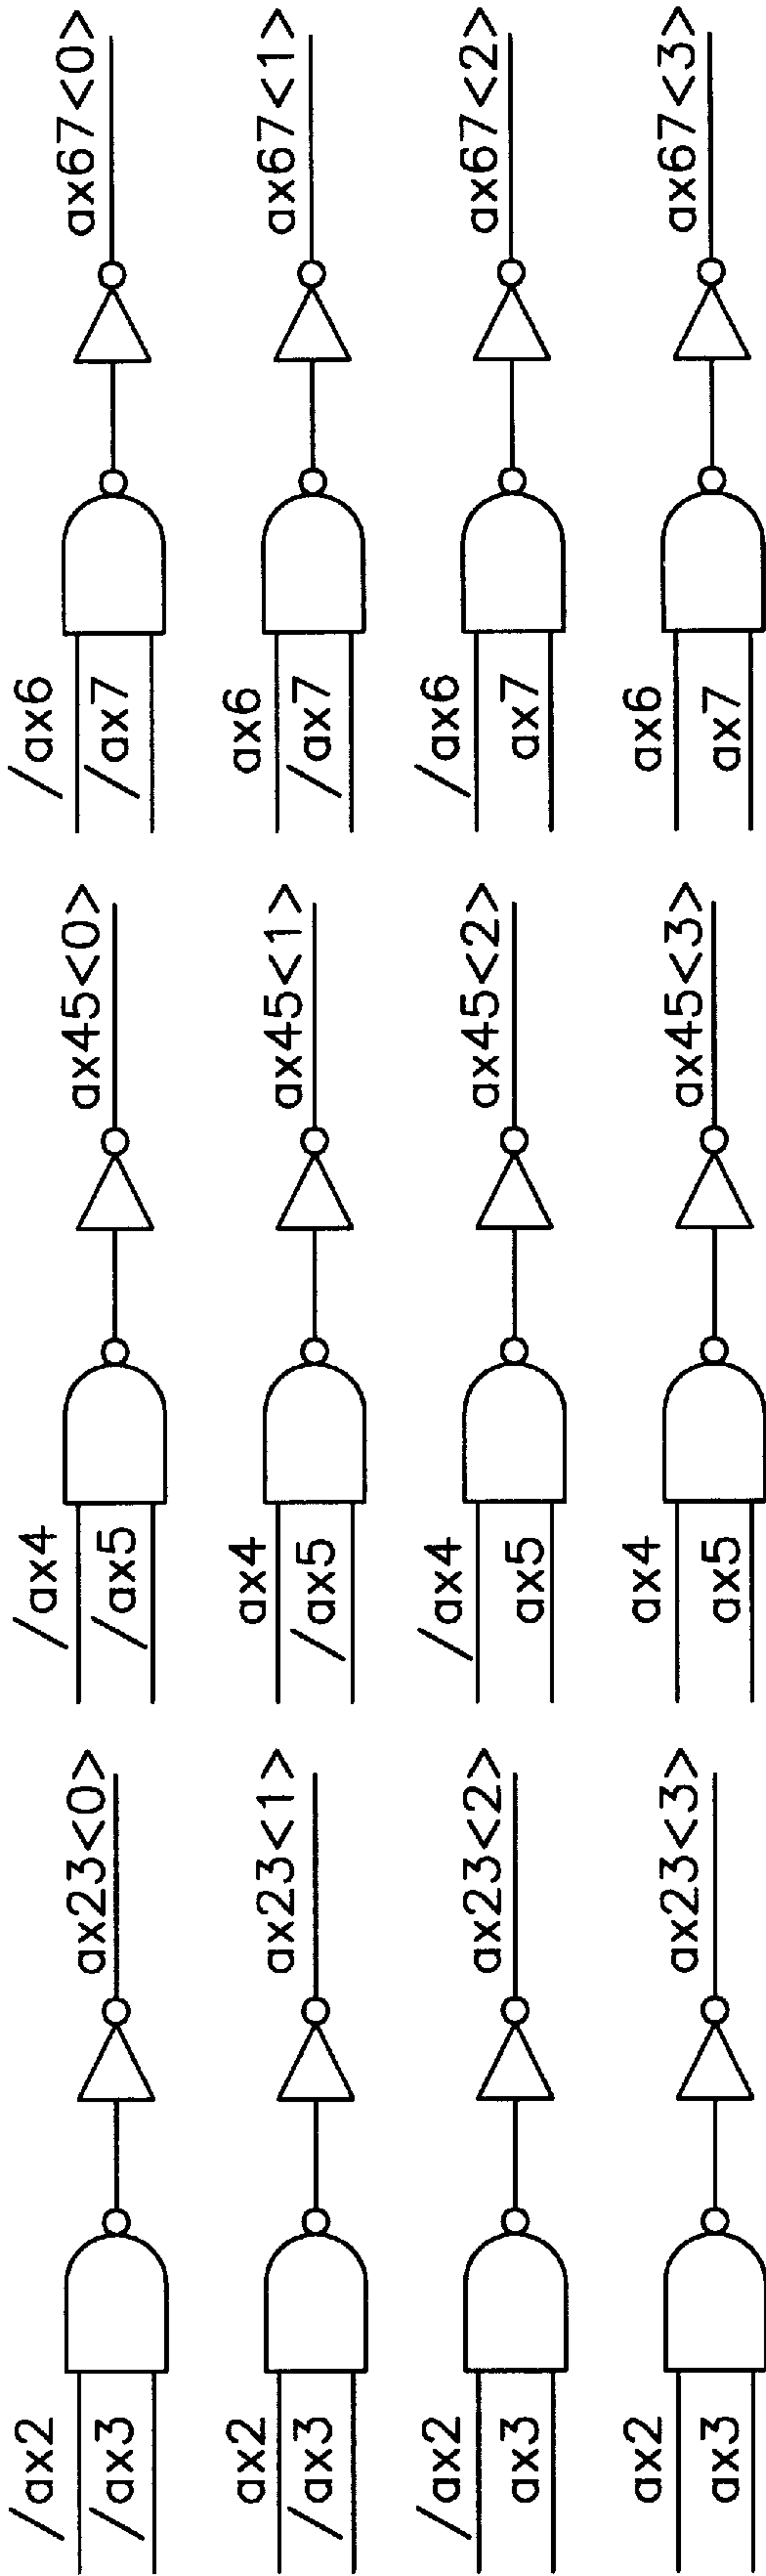 /ax2
/ax3
ax23<0>
/ax4
/ax5
ax45<0>
/ax6
/ax7
ax67<0>
ax2
/ax3
ax23<1>
ax4
/ax5
ax45<1>
ax6
/ax7
ax67<1>
/ax2
ax3
ax23<2>
/ax4
ax5
ax45<2>
/ax6
ax7
ax67<2>
ax2
ax3
ax23<3>
ax4
ax5
ax45<3>
ax6
ax7
ax67<3>